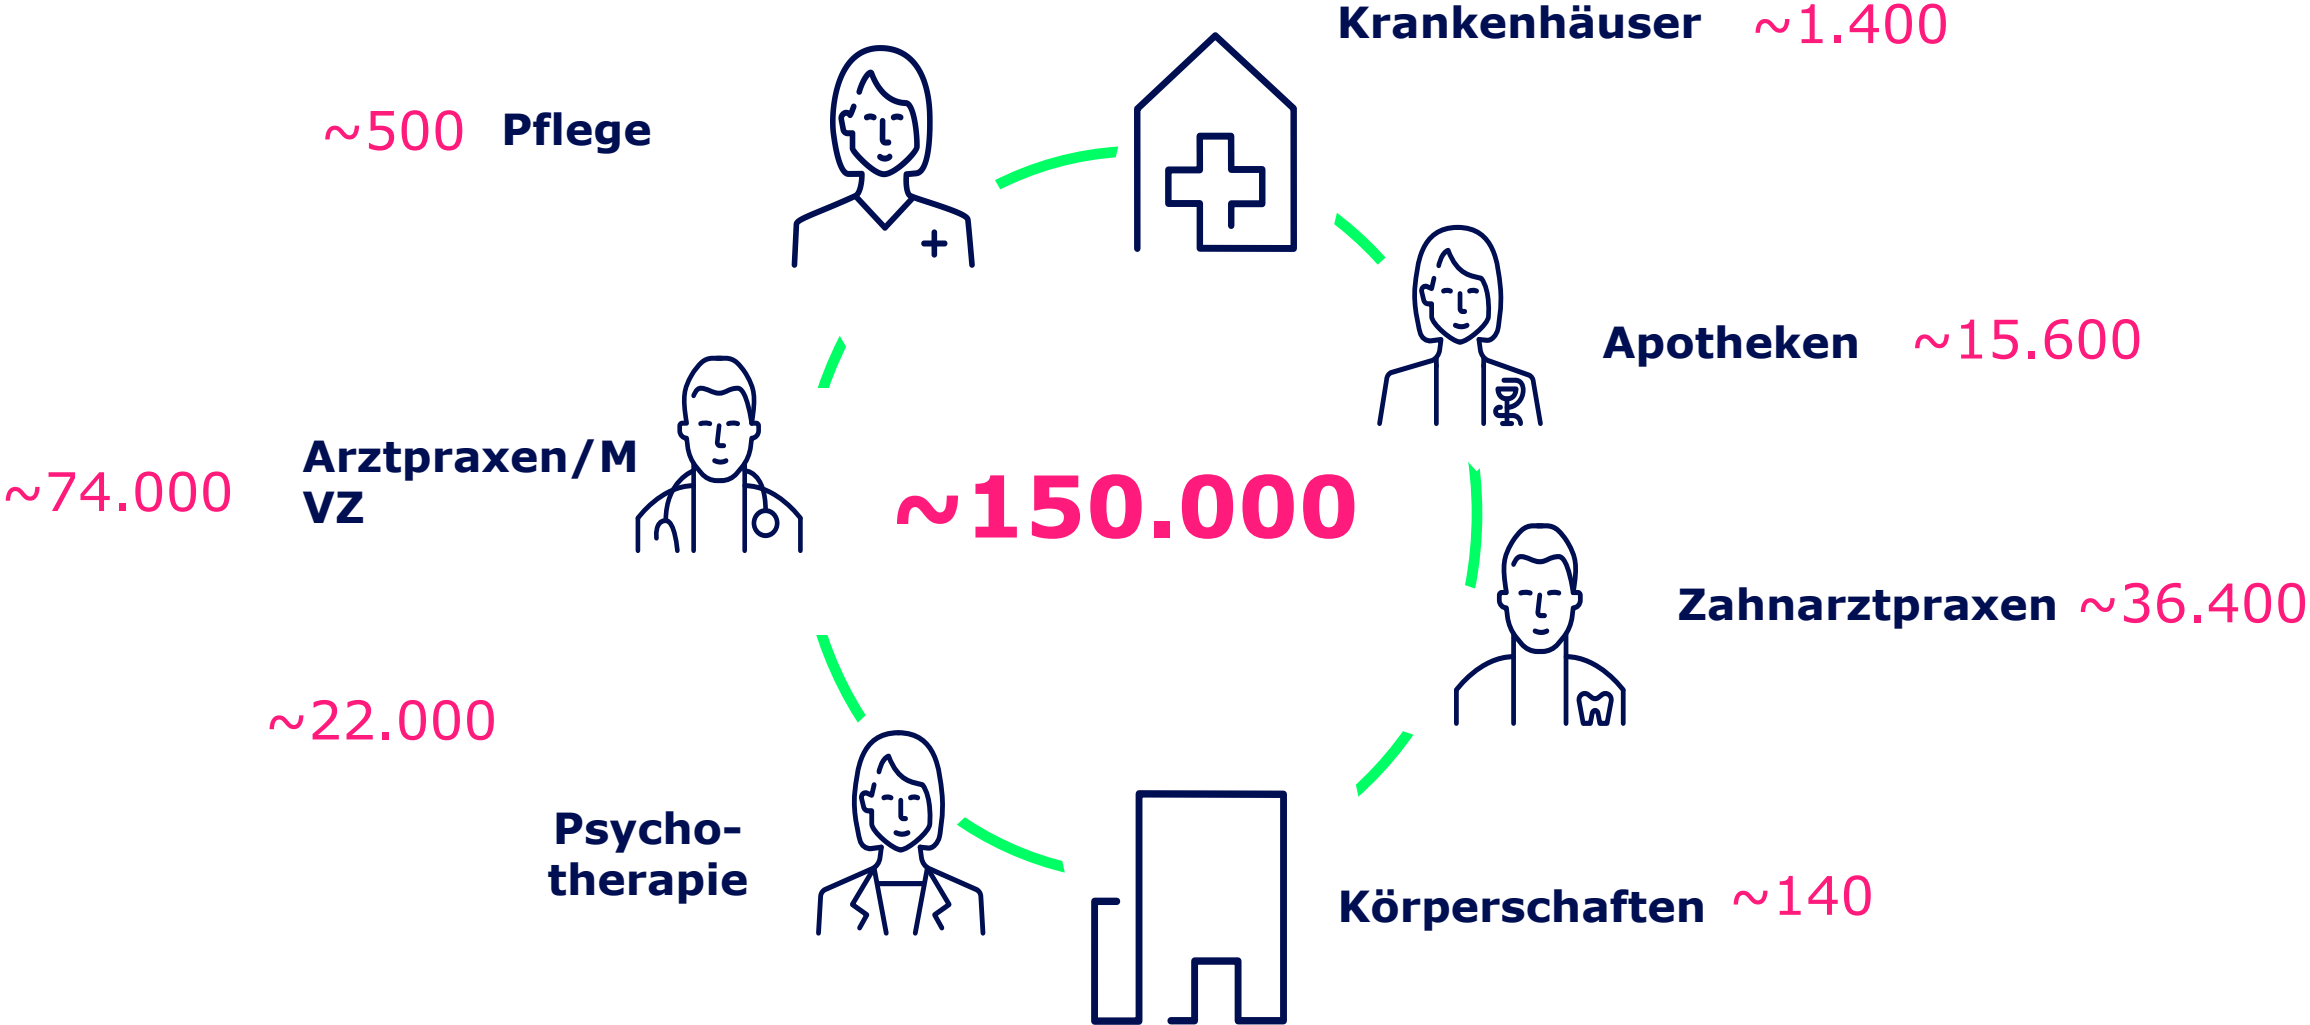 Krankenhäuser ~1.400
~500 Pflege
Apotheken ~15.600
Arztpraxen/M
VZ
~74.000
~150.000
Zahnarztpraxen ~36.400
~22.000
Psycho-
therapie
Körperschaften ~140